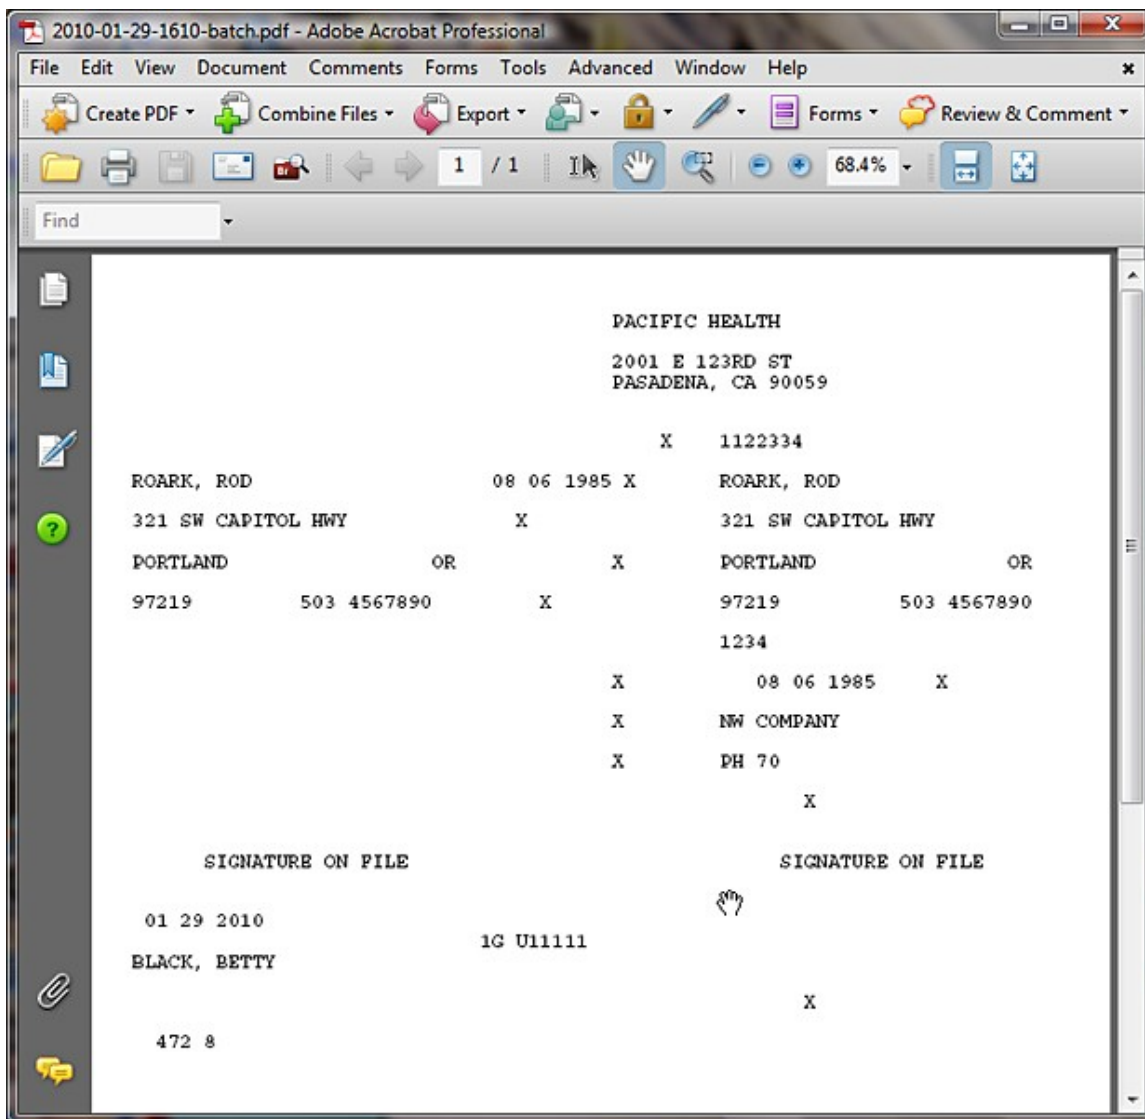 2010-01-29-1610-batch.pdf - Adobe Acrobat Professional
File Edit View Document Comments Forms Tools Advanced Window Help
Create PDF Combine Files Export Forms Review & Comment
1 / 1 68.4%
Find
PACIFIC HEALTH
2001 E 123RD ST
PASADENA, CA 90059
X 1122334
ROARK, ROD 08 06 1985 X ROARK, ROD
321 SW CAPITOL HWY X 321 SW CAPITOL HWY
PORTLAND OR X PORTLAND OR
97219 503 4567890 X 97219 503 4567890
1234
X 08 06 1985 X
X NW COMPANY
X PH 70
X
SIGNATURE ON FILE SIGNATURE ON FILE
01 29 2010
1G U11111
BLACK, BETTY
X
472 8